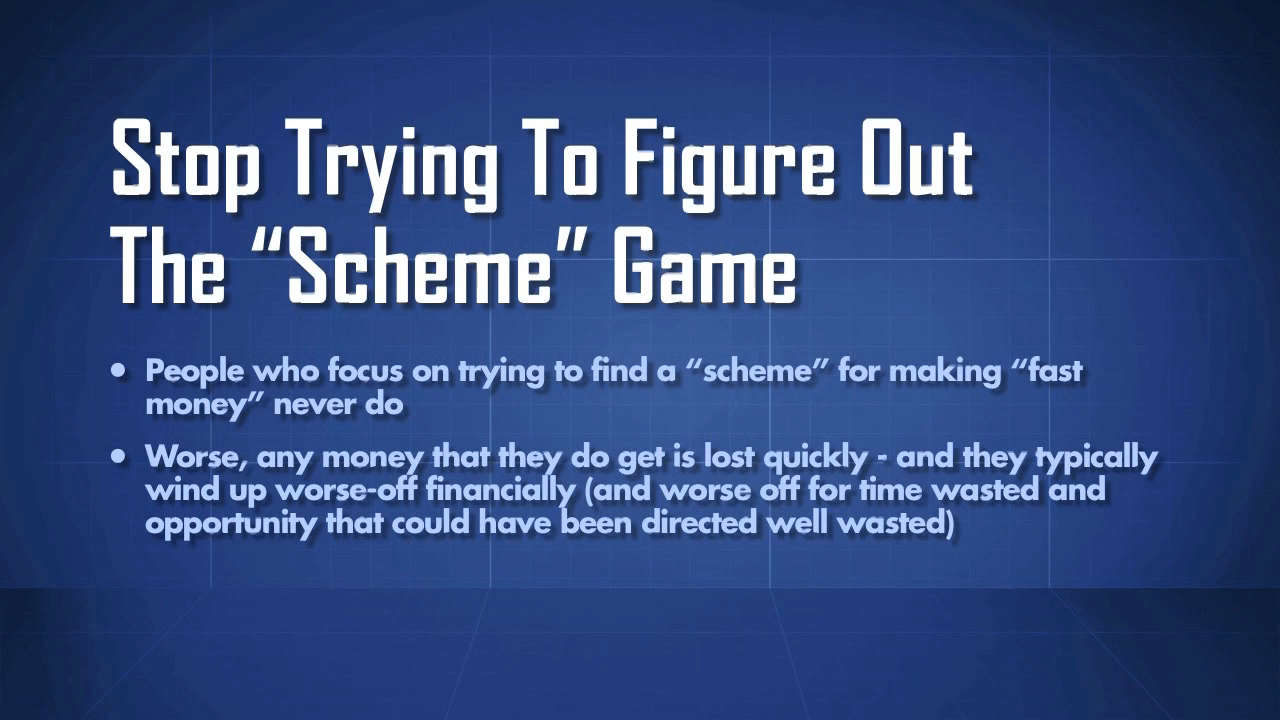 Stop Trying To Figure Out
The “Scheme” Game
• People who focus on trying to find a “scheme” for making “fast
money” never do
• Worse, any money that they do get is lost quickly - and they typically
wind up worse-off financially (and worse off for time wasted and
opportunity that could have been directed well wasted)